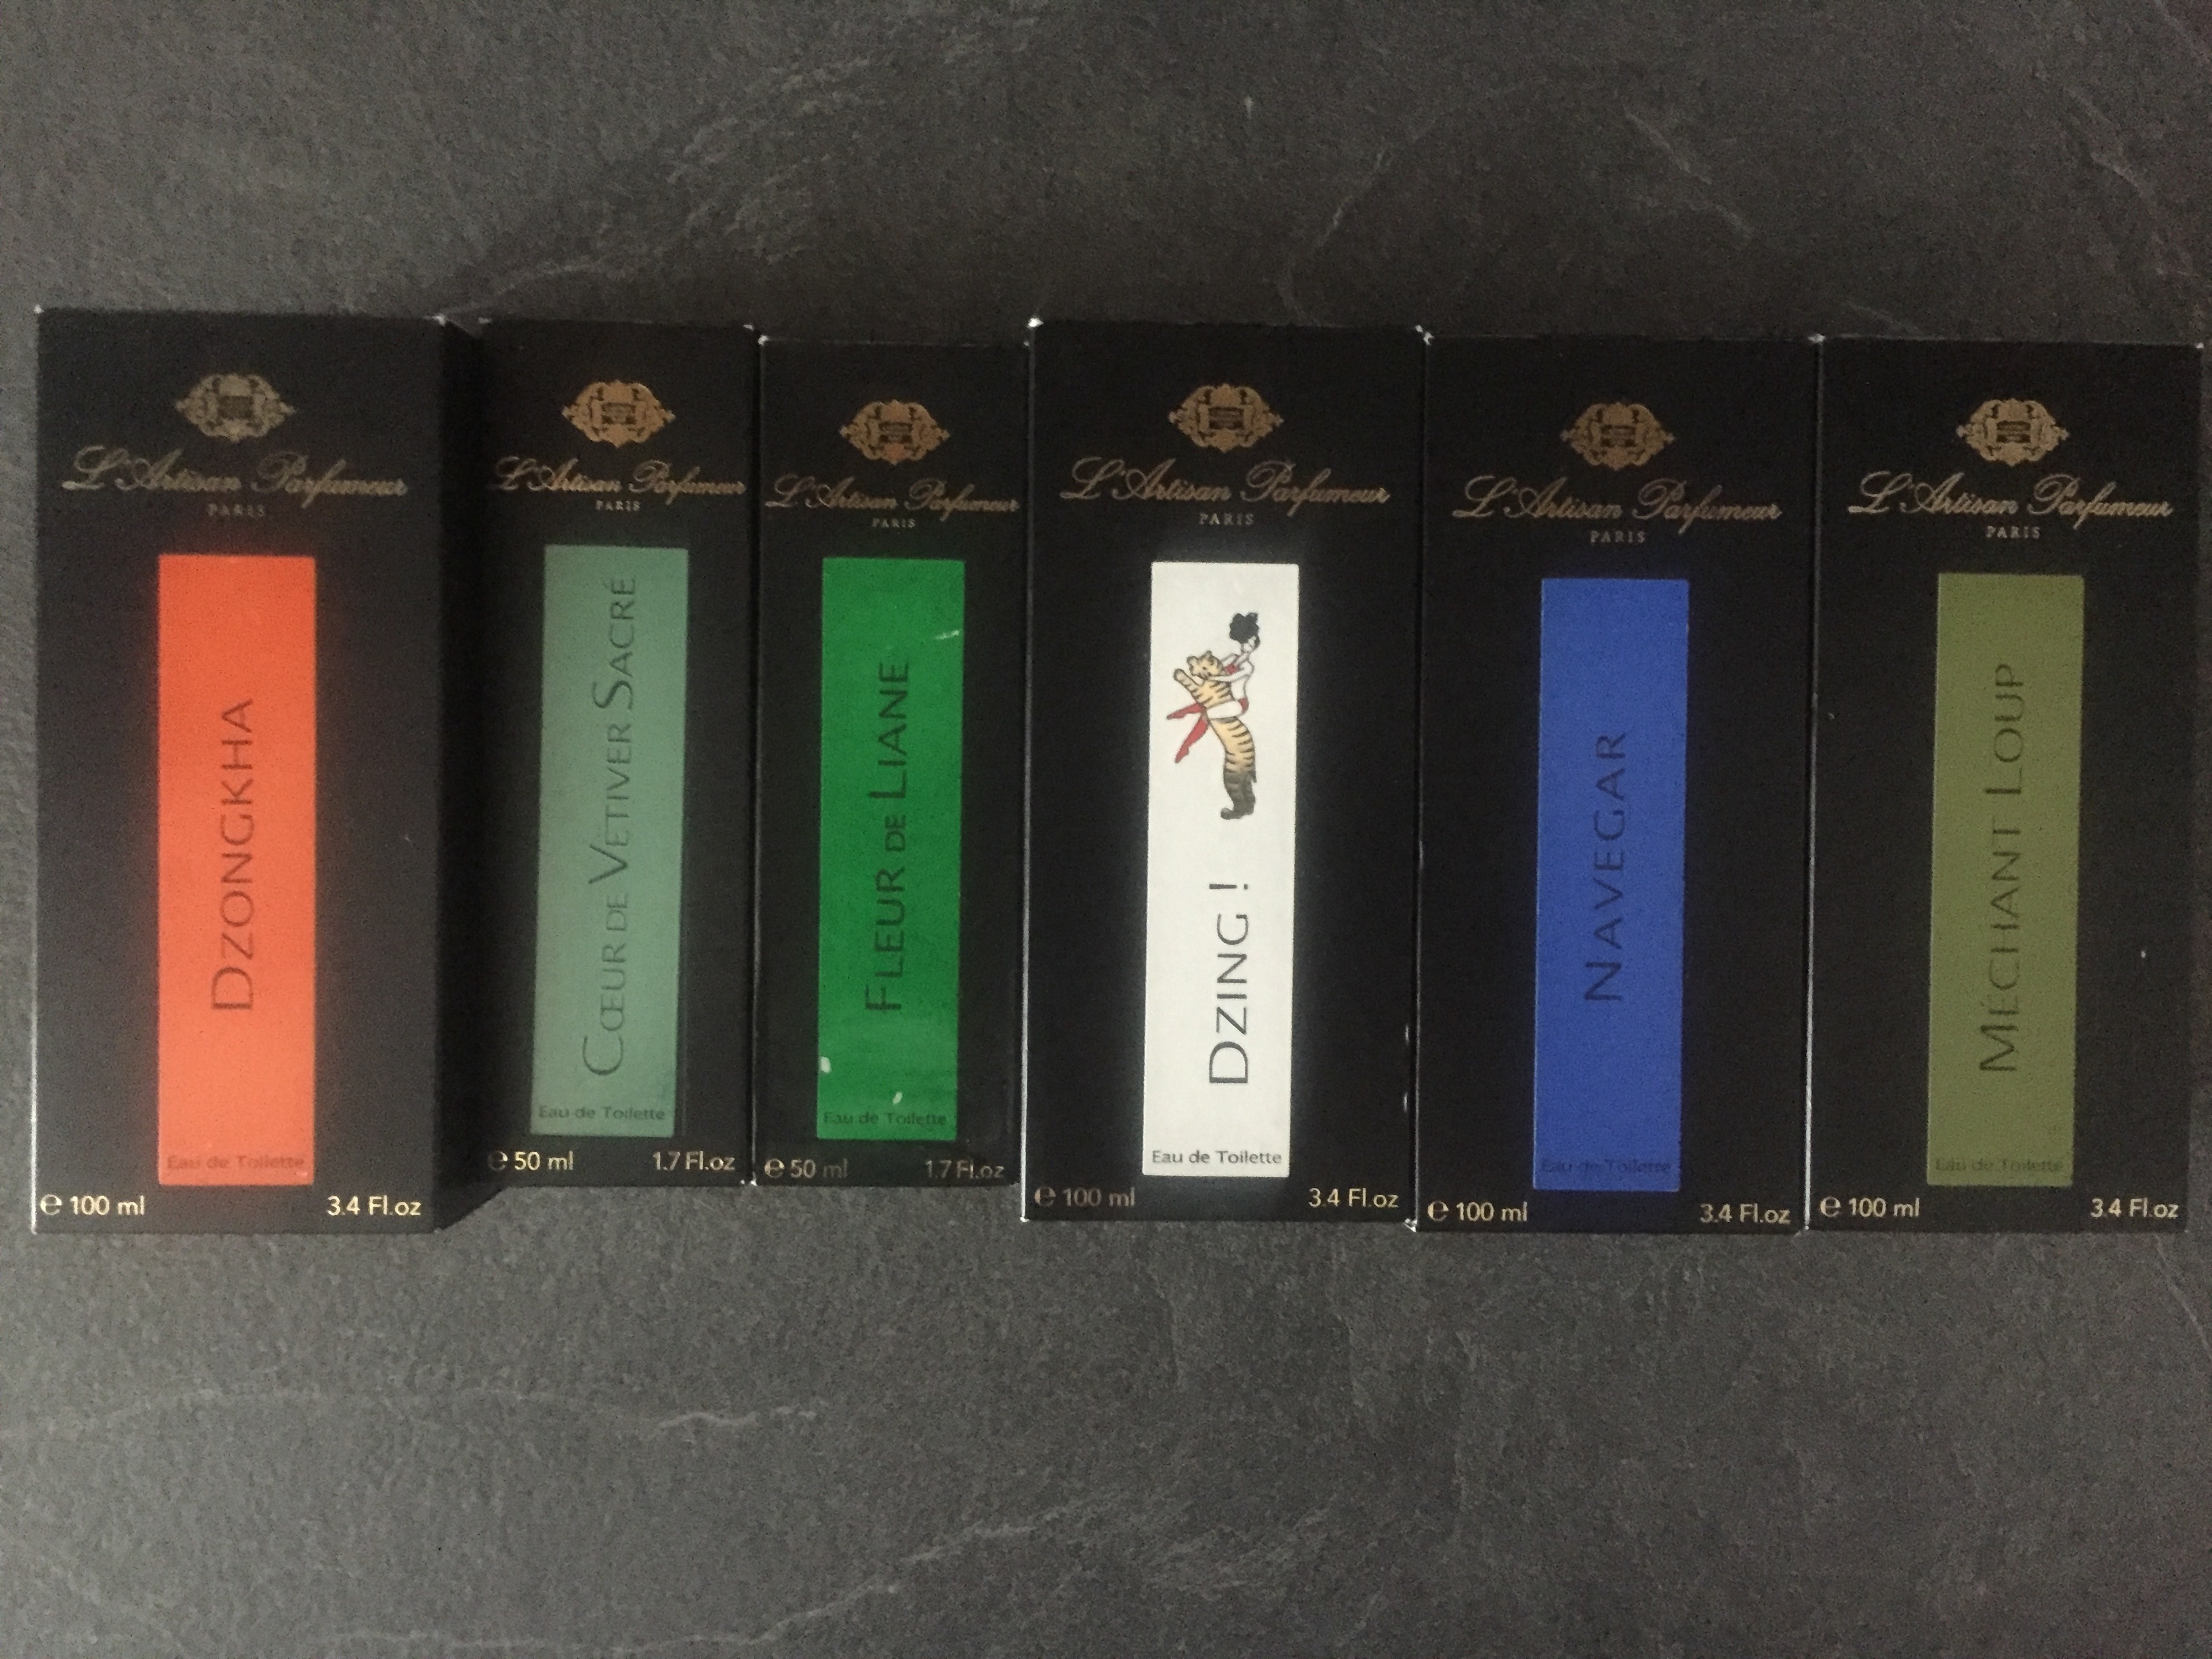 L'Artisan Parfumeur
PARIS
DZONGKHA
Eau de Toilette
℮ 100 ml 3.4 Fl.oz
L'Artisan Parfumeur
PARIS
CŒUR DE VÉTIVER SACRÉ
Eau de Toilette
℮ 50 ml 1.7 Fl.oz
L'Artisan Parfumeur
PARIS
FLEUR DE LIANE
Eau de Toilette
℮ 50 ml 1.7 Fl.oz
L'Artisan Parfumeur
PARIS
DZING !
Eau de Toilette
℮ 100 ml 3.4 Fl.oz
L'Artisan Parfumeur
PARIS
NAVEGAR
Eau de Toilette
℮ 100 ml 3.4 Fl.oz
L'Artisan Parfumeur
PARIS
MÉCHANT LOUP
Eau de Toilette
℮ 100 ml 3.4 Fl.oz